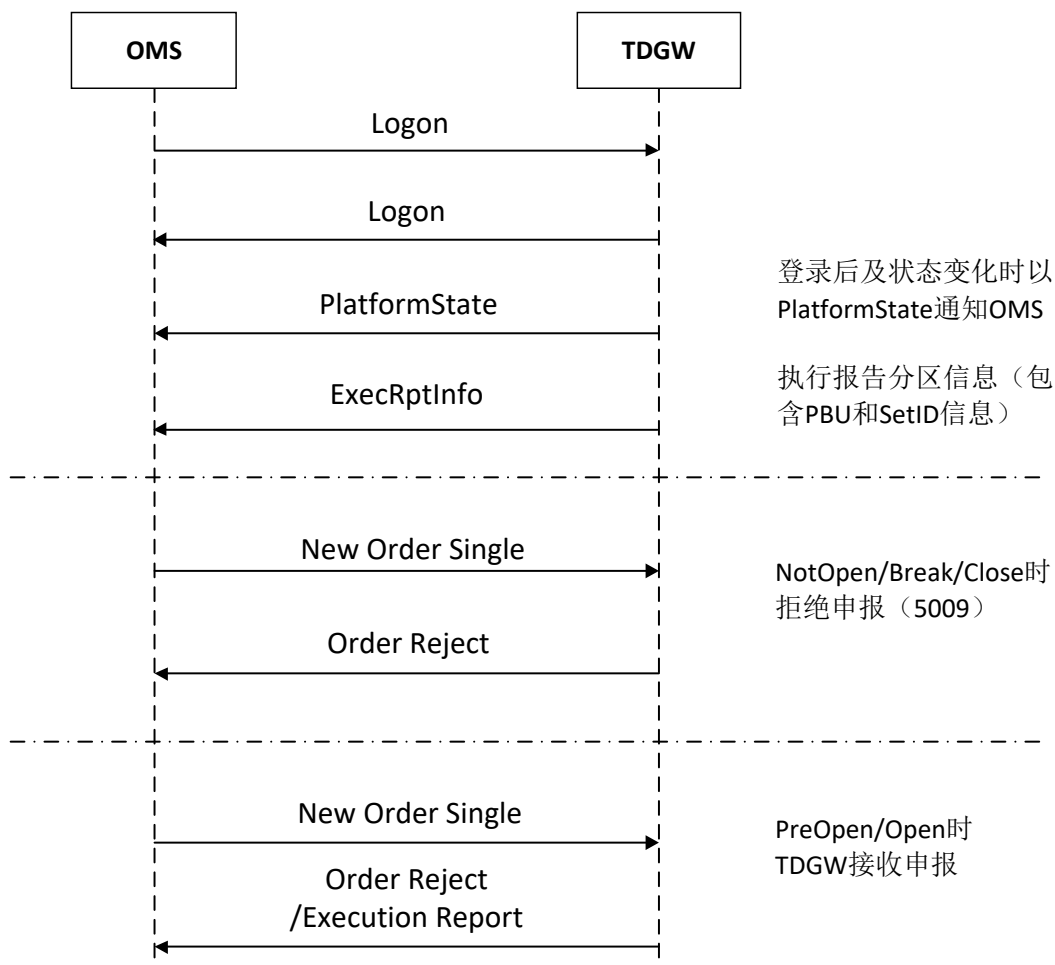 OMS
TDGW
Logon
Logon
登录后及状态变化时以
PlatformState通知OMS
PlatformState
执行报告分区信息（包
含PBU和SetID信息）
ExecRptInfo
New Order Single
NotOpen/Break/Close时
拒绝申报（5009）
Order Reject
New Order Single
PreOpen/Open时
TDGW接收申报
Order Reject
/Execution Report